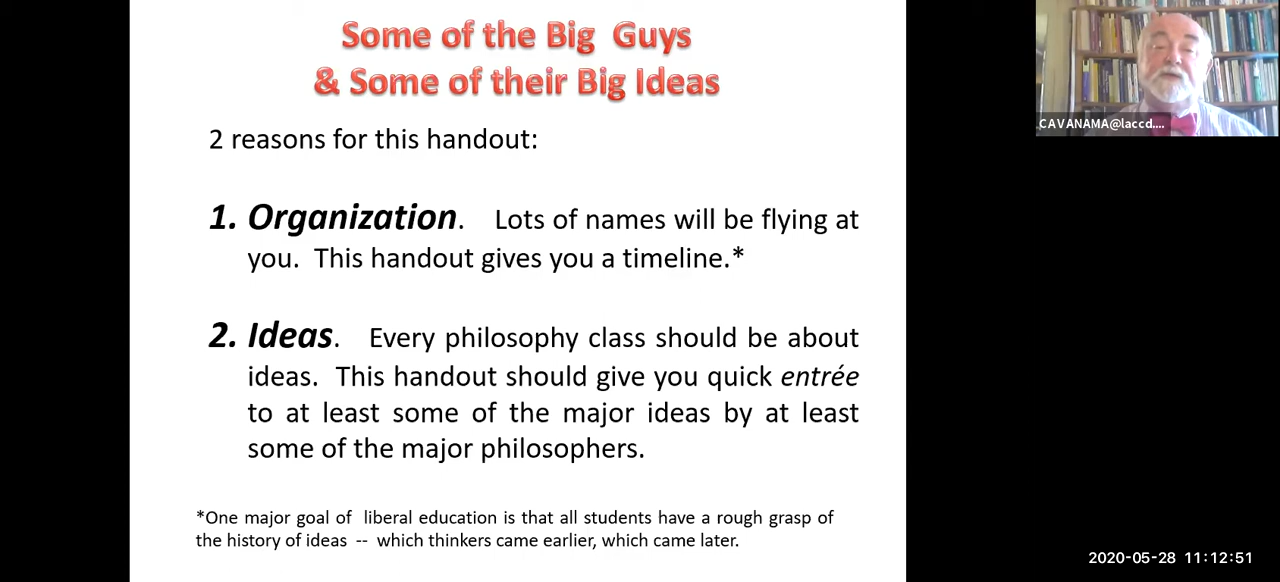 Some of the Big Guys
& Some of their Big Ideas
2 reasons for this handout:
1. Organization. Lots of names will be flying at
you. This handout gives you a timeline.*
2. Ideas. Every philosophy class should be about
ideas. This handout should give you quick entrée
to at least some of the major ideas by at least
some of the major philosophers.
*One major goal of liberal education is that all students have a rough grasp of
the history of ideas -- which thinkers came earlier, which came later.
CAVANAMA@laccd....
2020-05-28 11:12:51